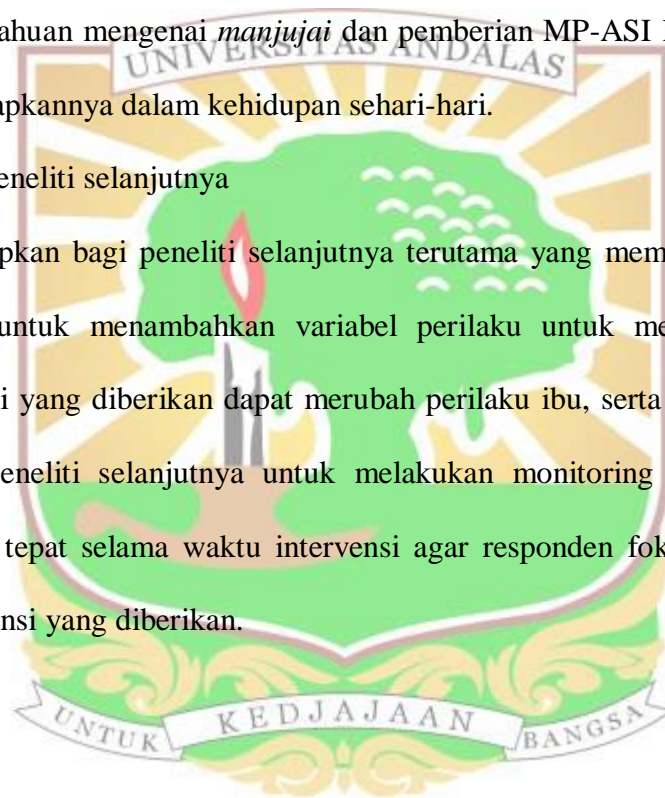 ahuan mengenai manjujai dan pemberian MP-ASI
UNIVERSITAS ANDALAS
apkannya dalam kehidupan sehari-hari.
eneliti selanjutnya
pkan bagi peneliti selanjutnya terutama yang mem
untuk menambahkan variabel perilaku untuk me
i yang diberikan dapat merubah perilaku ibu, serta
eneliti selanjutnya untuk melakukan monitoring
tepat selama waktu intervensi agar responden fok
nsi yang diberikan.
UNTUK KEDJAJAAN BANGSA